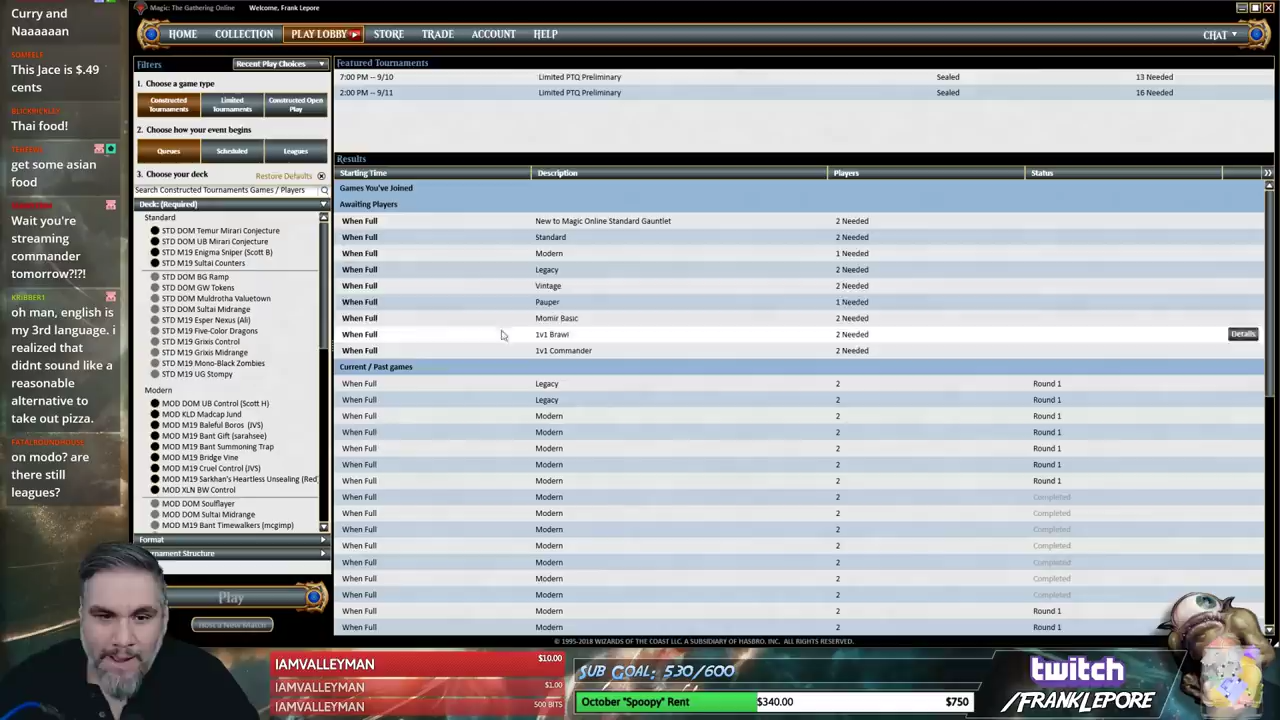 Curry and
Naaaaaan
This Jace is $.49
cents
Thai food!
get some asian
food
Wait you're
streaming
commander
tomorrow?!?!
KRIBBER1
oh man, english is
my 3rd language. i
realized that
didnt sound like a
reasonable
alternative to
take out pizza.
FATALROUNDHOUSE
on modo? are
there still
leagues?
Magic: The Gathering Online
Welcome, Frank Lepore
HOME
COLLECTION
PLAY LOBBY
STORE
TRADE
ACCOUNT
HELP
CHAT
Filters
Recent Play Choices
1. Choose a game type
Constructed Tournaments
Limited Tournaments
Constructed Open Play
2. Choose how your event begins
Queues
Scheduled
Leagues
3. Choose your deck
Restore Defaults
Search Constructed Tournaments Games / Players
Deck: (Required)
Standard
STD DOM Temur Mirari Conjecture
STD DOM UB Mirari Conjecture
STD M19 Enigma Sniper (Scott B)
STD M19 Sultai Counters
STD DOM BG Ramp
STD DOM GW Tokens
STD DOM Muldrotha Valuetown
STD DOM Sultai Midrange
STD M19 Esper Nexus (Ali)
STD M19 Five-Color Dragons
STD M19 Grixis Control
STD M19 Grixis Midrange
STD M19 Mono-Black Zombies
STD M19 UG Stompy
Modern
MOD DOM UB Control (Scott H)
MOD KLD Madcap Jund
MOD M19 Baleful Boros (JVS)
MOD M19 Bant Gift (sarahsee)
MOD M19 Bant Summoning Trap
MOD M19 Bridge Vine
MOD M19 Cruel Control (JVS)
MOD M19 Sarkhan's Heartless Unsealing (Red
MOD XLN BW Control
MOD DOM Soulflayer
MOD DOM Sultai Midrange
MOD M19 Bant Timewalkers (mcgimp)
Format
Tournament Structure
Play
Host a New Match
Featured Tournaments
7:00 PM -- 9/10 Limited PTQ Preliminary Sealed 13 Needed
2:00 PM -- 9/11 Limited PTQ Preliminary Sealed 16 Needed
Results
Starting Time Description Players Status
Games You've Joined
Awaiting Players
When Full New to Magic Online Standard Gauntlet 2 Needed
When Full Standard 2 Needed
When Full Modern 1 Needed
When Full Legacy 2 Needed
When Full Vintage 2 Needed
When Full Pauper 1 Needed
When Full Momir Basic 2 Needed
When Full 1v1 Brawl 2 Needed Details
When Full 1v1 Commander 2 Needed
Current / Past games
When Full Legacy 2 Round 1
When Full Legacy 2 Round 1
When Full Modern 2 Round 1
When Full Modern 2 Round 1
When Full Modern 2 Round 1
When Full Modern 2 Round 1
When Full Modern 2 Round 1
When Full Modern 2 Completed
When Full Modern 2 Completed
When Full Modern 2 Completed
When Full Modern 2 Completed
When Full Modern 2 Completed
When Full Modern 2 Completed
When Full Modern 2 Completed
When Full Modern 2 Round 1
When Full Modern 2 Round 1
© 1995-2018 WIZARDS OF THE COAST LLC. A SUBSIDIARY OF HASBRO, INC. ALL RIGHTS RESERVED.
IAMVALLEYMAN $10.00
IAMVALLEYMAN $1.00
IAMVALLEYMAN 500 BITS
SUB GOAL: 530/600
October "Spoopy" Rent $340.00 $750
twitch
/FRANKLEPORE